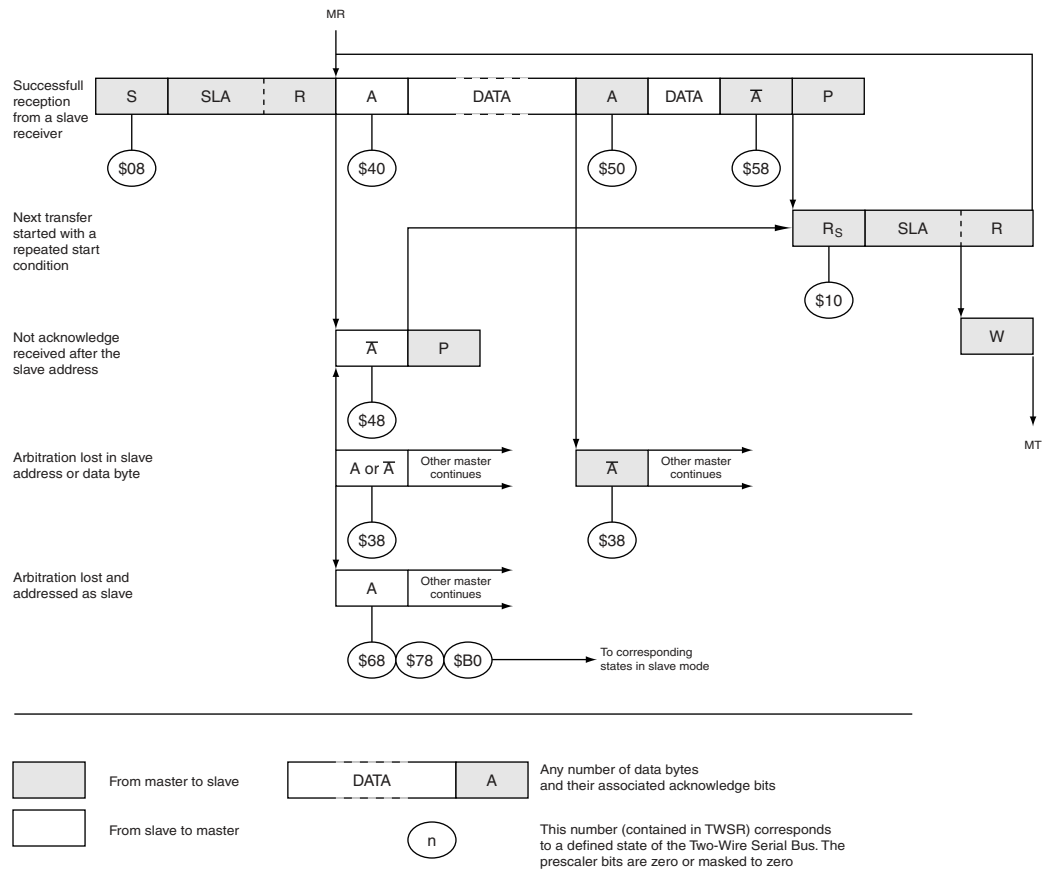 MR
Successfull
reception
from a slave
receiver
S SLA R A DATA A DATA A̅ P
$08 $40 $50 $58
Next transfer
started with a
repeated start
condition
RS SLA R
$10
Not acknowledge
received after the
slave address
A̅ P
W
$48
MT
Arbitration lost in slave
address or data byte
A or A̅
Other master
continues
A̅
Other master
continues
$38 $38
Arbitration lost and
addressed as slave
A
Other master
continues
$68 $78 $B0
To corresponding
states in slave mode
From master to slave
DATA A
Any number of data bytes
and their associated acknowledge bits
From slave to master
n
This number (contained in TWSR) corresponds
to a defined state of the Two-Wire Serial Bus. The
prescaler bits are zero or masked to zero